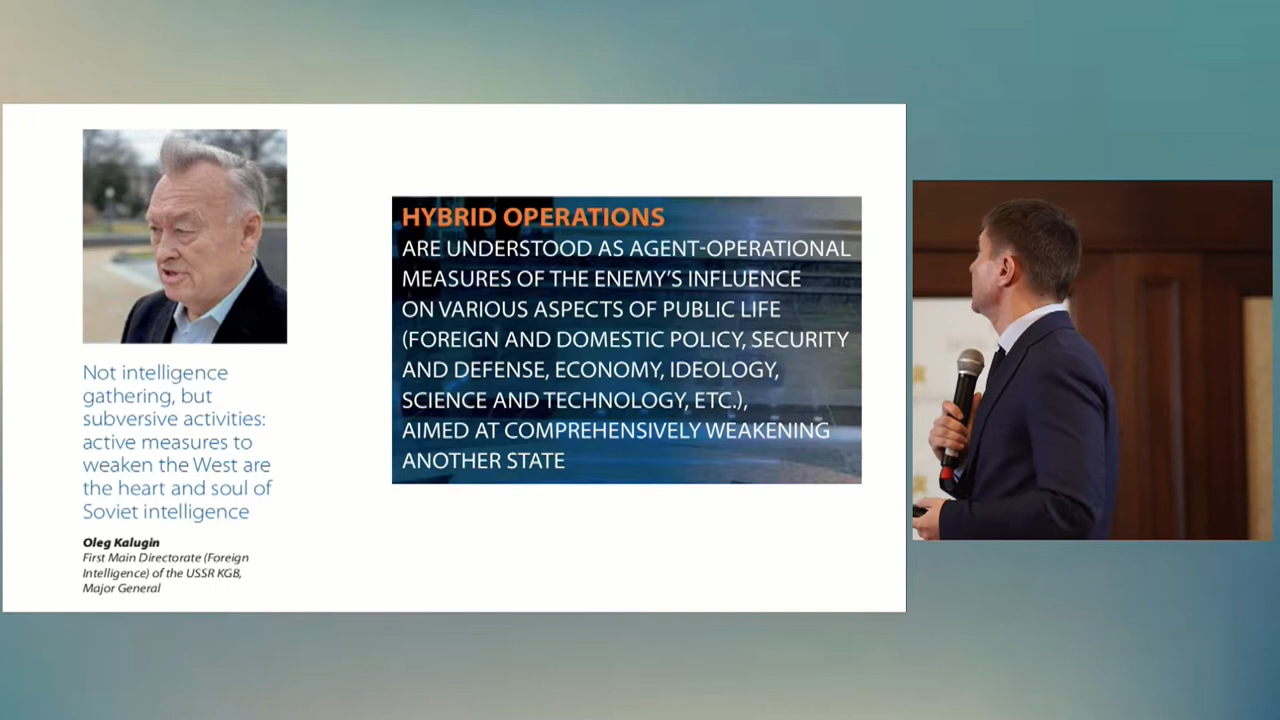 Not intelligence
gathering, but
subversive activities:
active measures to
weaken the West are
the heart and soul of
Soviet intelligence
Oleg Kalugin
First Main Directorate (Foreign
Intelligence) of the USSR KGB,
Major General
HYBRID OPERATIONS
ARE UNDERSTOOD AS AGENT-OPERATIONAL
MEASURES OF THE ENEMY'S INFLUENCE
ON VARIOUS ASPECTS OF PUBLIC LIFE
(FOREIGN AND DOMESTIC POLICY, SECURITY
AND DEFENSE, ECONOMY, IDEOLOGY,
SCIENCE AND TECHNOLOGY, ETC.),
AIMED AT COMPREHENSIVELY WEAKENING
ANOTHER STATE